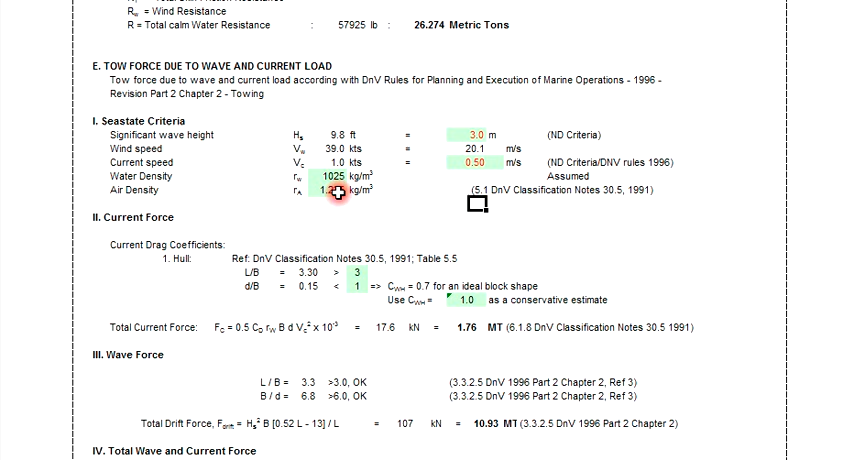 Rw = Wind Resistance
R = Total calm Water Resistance : 57925 lb : 26.274 Metric Tons
E. TOW FORCE DUE TO WAVE AND CURRENT LOAD
Tow force due to wave and current load according with DnV Rules for Planning and Execution of Marine Operations - 1996 -
Revision Part 2 Chapter 2 - Towing
I. Seastate Criteria
Significant wave height Hs 9.8 ft = 3.0 m (ND Criteria)
Wind speed Vw 39.0 kts = 20.1 m/s
Current speed Vc 1.0 kts = 0.50 m/s (ND Criteria/DNV rules 1996)
Water Density rw 1025 kg/m³ Assumed
Air Density rA kg/m³ (5.1 DnV Classification Notes 30.5, 1991)
II. Current Force
Current Drag Coefficients:
1. Hull: Ref: DnV Classification Notes 30.5, 1991; Table 5.5
L/B = 3.30 > 3
d/B = 0.15 < 1 => CWH = 0.7 for an ideal block shape
Use CWH = 1.0 as a conservative estimate
Total Current Force: FC = 0.5 CD rW B d Vc² x 10⁻³ = 17.6 kN = 1.76 MT (6.1.8 DnV Classification Notes 30.5 1991)
III. Wave Force
L / B = 3.3 >3.0, OK (3.3.2.5 DnV 1996 Part 2 Chapter 2, Ref 3)
B / d = 6.8 >6.0, OK (3.3.2.5 DnV 1996 Part 2 Chapter 2, Ref 3)
Total Drift Force, Fdrift = Hs² B [0.52 L - 13] / L = 107 kN = 10.93 MT (3.3.2.5 DnV 1996 Part 2 Chapter 2)
IV. Total Wave and Current Force